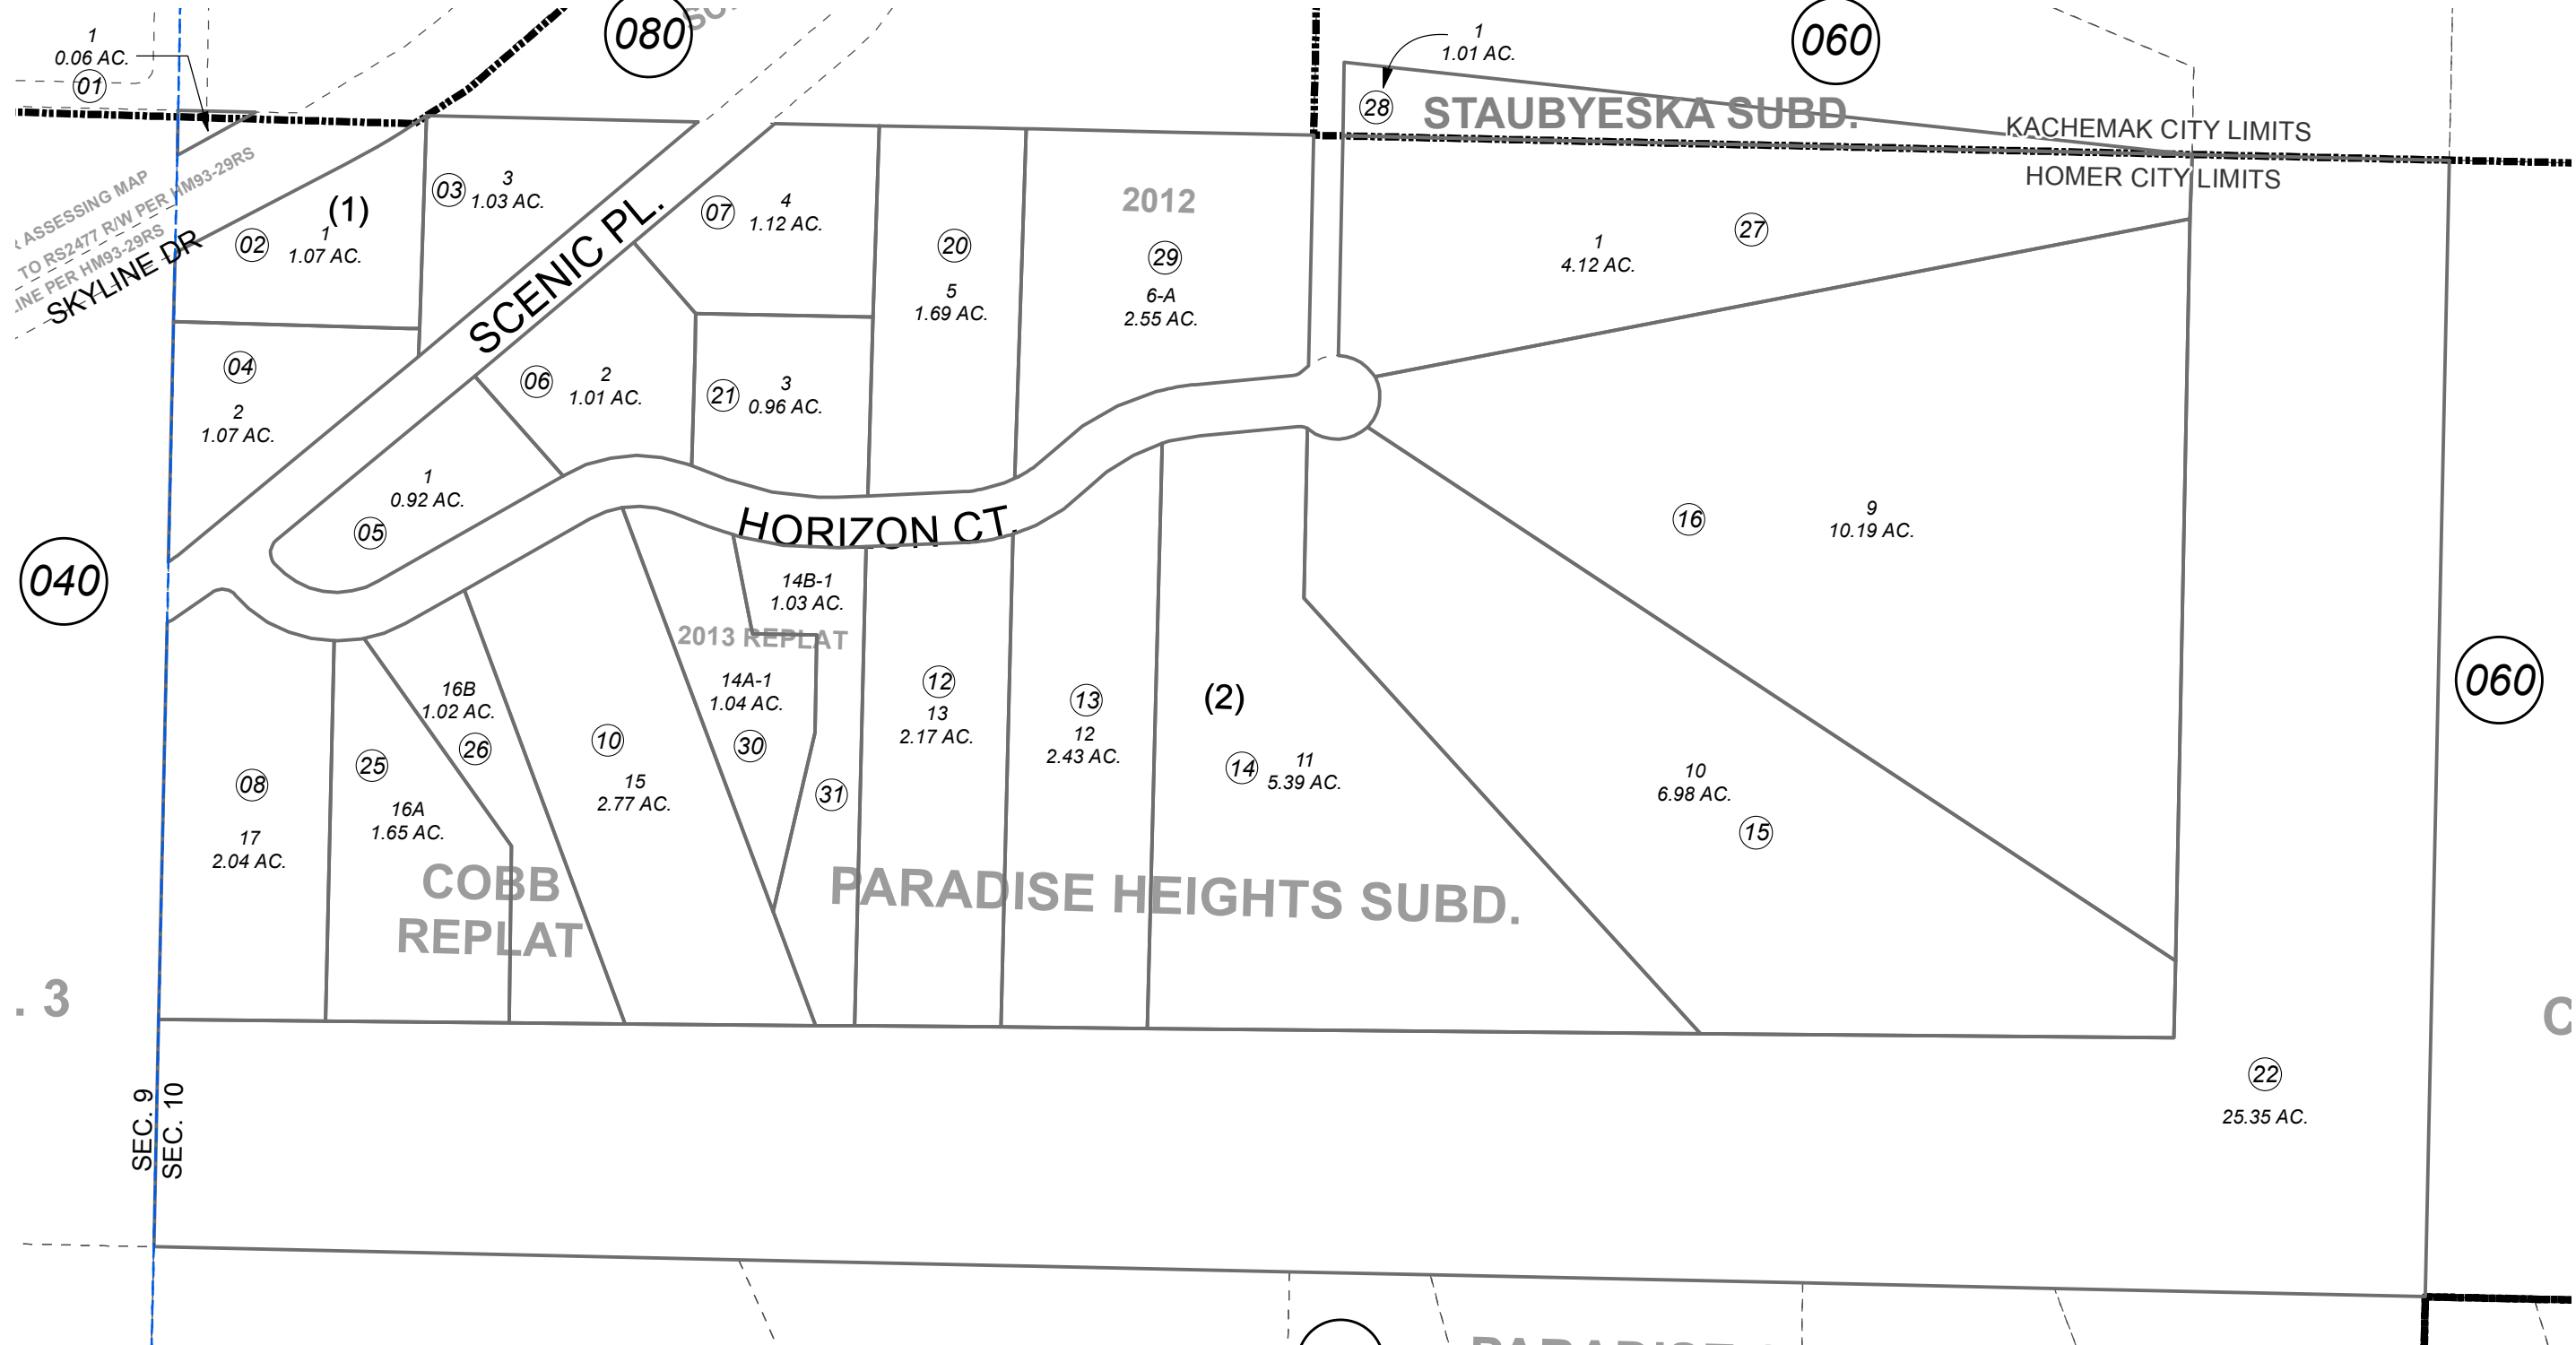 1
0.06 AC.
01
080
1
1.01 AC.
060
28
STAUBYESKA SUBD.
KACHEMAK CITY LIMITS
HOMER CITY LIMITS
ASSESSING MAP
TO RS2477 R/W PER HM93-29RS
PER HM93-29RS
SKYLINE DR
(1)
02
1
1.07 AC.
03
3
1.03 AC.
SCENIC PL.
07
4
1.12 AC.
20
5
1.69 AC.
2012
29
6-A
2.55 AC.
27
1
4.12 AC.
04
2
1.07 AC.
06
2
1.01 AC.
21
3
0.96 AC.
1
0.92 AC.
05
HORIZON CT.
16
9
10.19 AC.
040
14B-1
1.03 AC.
2013 REPLAT
16B
1.02 AC.
26
14A-1
1.04 AC.
30
31
12
13
2.17 AC.
13
12
2.43 AC.
(2)
14
11
5.39 AC.
060
10
15
2.77 AC.
25
16A
1.65 AC.
08
17
2.04 AC.
10
6.98 AC.
15
COBB
REPLAT
PARADISE HEIGHTS SUBD.
. 3
22
25.35 AC.
SEC. 9
SEC. 10